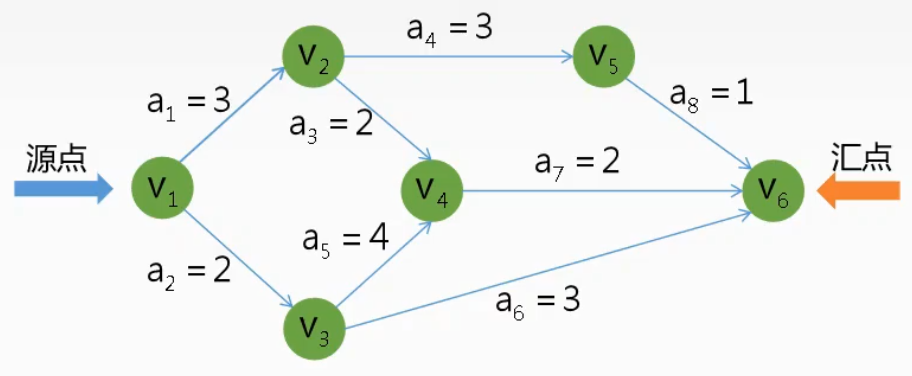 a₄ = 3
V₂
V₅
a₁ = 3
a₃ = 2
a₈ = 1
源点
汇点
V₁
V₄
a₇ = 2
V₆
a₂ = 2
a₅ = 4
a₆ = 3
V₃